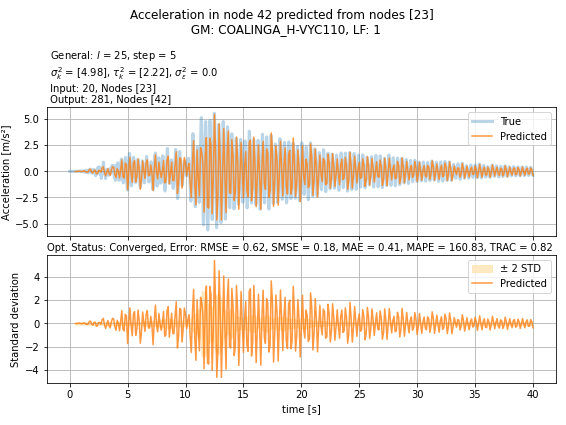 Acceleration in node 42 predicted from nodes [23]
GM: COALINGA_H-VYC110, LF: 1
General: l = 25, step = 5
σ²ₖ = [4.98], τ²ₖ = [2.22], σ²ε = 0.0
Input: 20, Nodes [23]
Output: 281, Nodes [42]
Acceleration [m/s²]
5.0
2.5
0.0
−2.5
−5.0
True
Predicted
Opt. Status: Converged, Error: RMSE = 0.62, SMSE = 0.18, MAE = 0.41, MAPE = 160.83, TRAC = 0.82
Standard deviation
4
2
0
−2
−4
± 2 STD
Predicted
0 5 10 15 20 25 30 35 40
time [s]